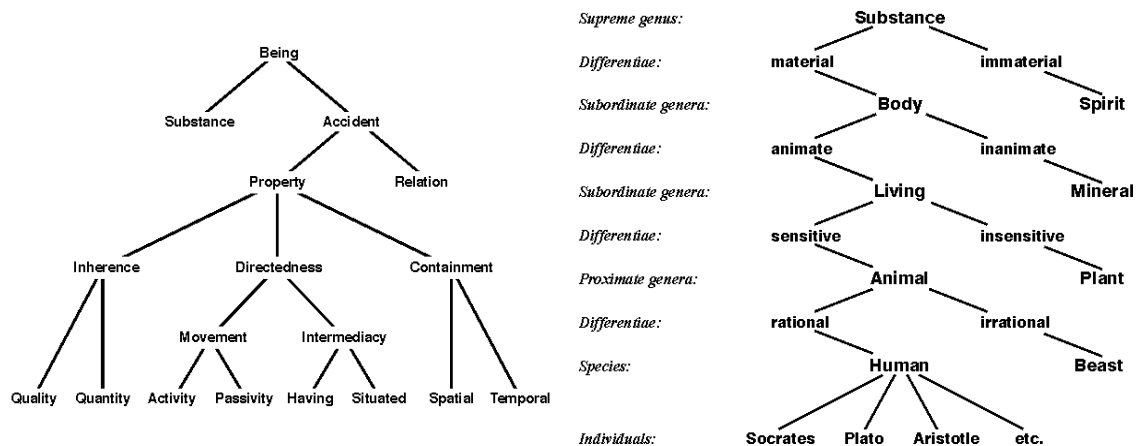 Being
Substance Accident
Property Relation
Inherence Directedness Containment
Movement Intermediacy
Quality Quantity Activity Passivity Having Situated Spatial Temporal
Supreme genus: Substance
Differentiae: material immaterial
Subordinate genera: Body Spirit
Differentiae: animate inanimate
Subordinate genera: Living Mineral
Differentiae: sensitive insensitive
Proximate genera: Animal Plant
Differentiae: rational irrational
Species: Human Beast
Individuals: Socrates Plato Aristotle etc.